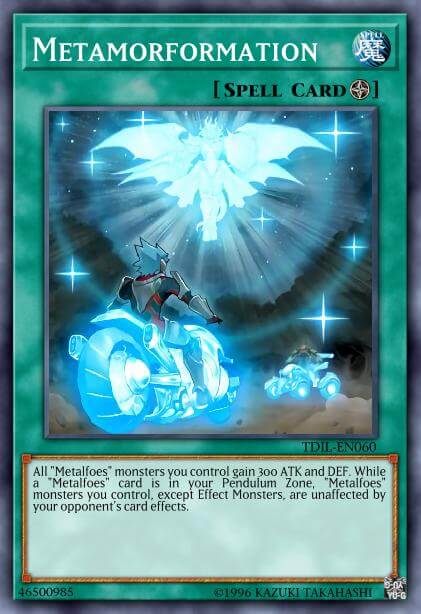 METAMORFORMATION
SPELL
魔
[SPELL CARD]
TDIL-EN060
All "Metalfoes" monsters you control gain 300 ATK and DEF. While
a "Metalfoes" card is in your Pendulum Zone, "Metalfoes"
monsters you control, except Effect Monsters, are unaffected by
your opponent's card effects.
46500985
©1996 KAZUKI TAKAHASHI